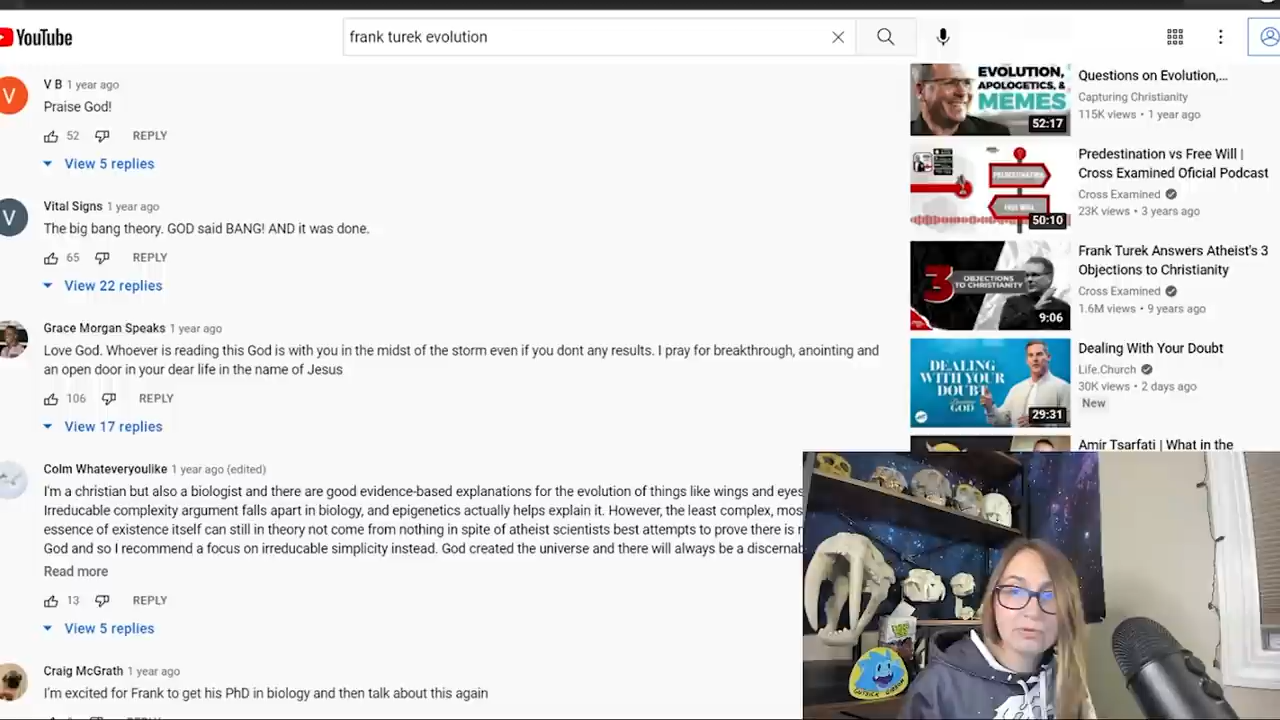 YouTube
frank turek evolution
V B 1 year ago
Praise God!
52
REPLY
View 5 replies
Vital Signs 1 year ago
The big bang theory. GOD said BANG! AND it was done.
65
REPLY
View 22 replies
Grace Morgan Speaks 1 year ago
Love God. Whoever is reading this God is with you in the midst of the storm even if you dont any results. I pray for breakthrough, anointing and
an open door in your dear life in the name of Jesus
106
REPLY
View 17 replies
Colm Whateveryoulike 1 year ago (edited)
I'm a christian but also a biologist and there are good evidence-based explanations for the evolution of things like wings and eyes
Irreducable complexity argument falls apart in biology, and epigenetics actually helps explain it. However, the least complex, mos
essence of existence itself can still in theory not come from nothing in spite of atheist scientists best attempts to prove there is n
God and so I recommend a focus on irreducable simplicity instead. God created the universe and there will always be a discernab
Read more
13
REPLY
View 5 replies
Craig McGrath 1 year ago
I'm excited for Frank to get his PhD in biology and then talk about this again
EVOLUTION,
APOLOGETICS, &
MEMES
52:17
Questions on Evolution,...
Capturing Christianity
115K views • 1 year ago
PREDESTINATION
FREE WILL
50:10
Predestination vs Free Will |
Cross Examined Oficial Podcast
Cross Examined
23K views • 3 years ago
3
OBJECTIONS
TO CHRISTIANITY
9:06
Frank Turek Answers Atheist's 3
Objections to Christianity
Cross Examined
1.6M views • 9 years ago
DEALING
WITH YOUR
DOUBT
GOD
29:31
Dealing With Your Doubt
Life.Church
30K views • 2 days ago
New
Amir Tsarfati | What in the